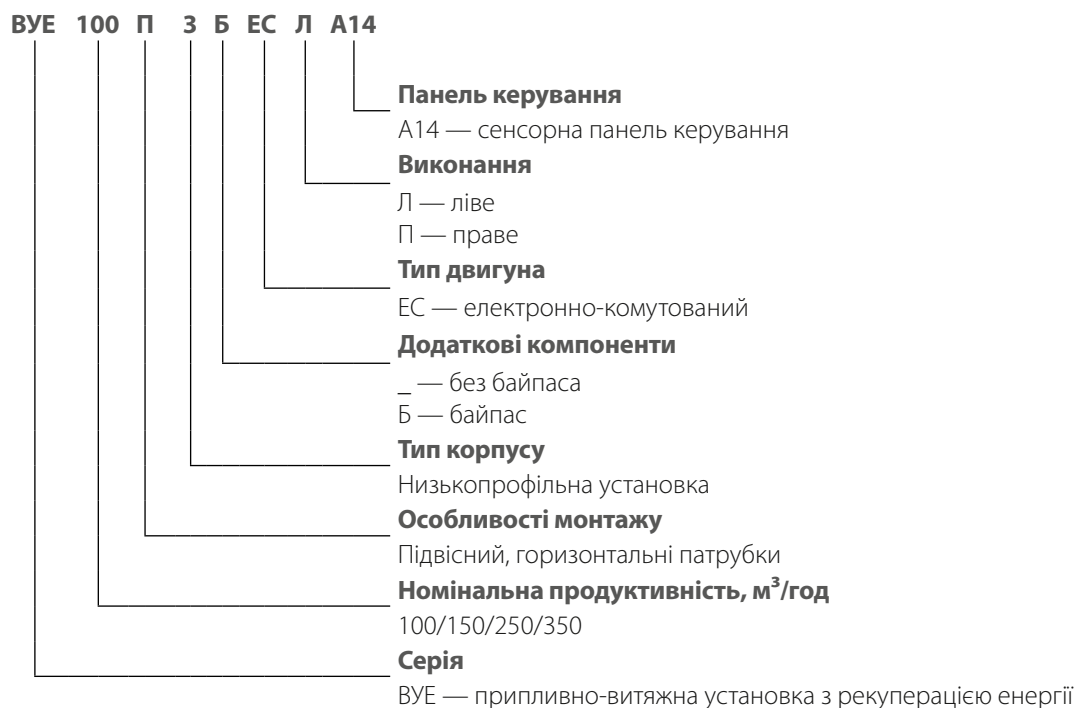 ВУЕ 100 П 3 Б ЕС Л А14
Панель керування
А14 — сенсорна панель керування
Виконання
Л — ліве
П — праве
Тип двигуна
ЕС — електронно-комутований
Додаткові компоненти
_ — без байпаса
Б — байпас
Тип корпусу
Низькопрофільна установка
Особливості монтажу
Підвісний, горизонтальні патрубки
Номінальна продуктивність, м³/год
100/150/250/350
Серія
ВУЕ — припливно-витяжна установка з рекуперацією енергії